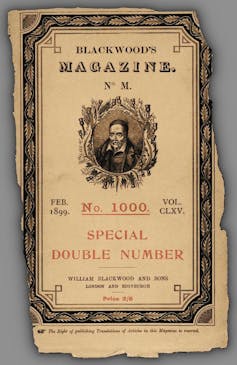 BLACKWOOD'S
MAGAZINE.
No M.
FEB. 1899.
No. 1000.
VOL. CLXV.
SPECIAL
DOUBLE NUMBER
WILLIAM BLACKWOOD AND SONS
LONDON AND EDINBURGH
Price 2/6
The Right of publishing Translations of Articles in this Magazine is reserved.